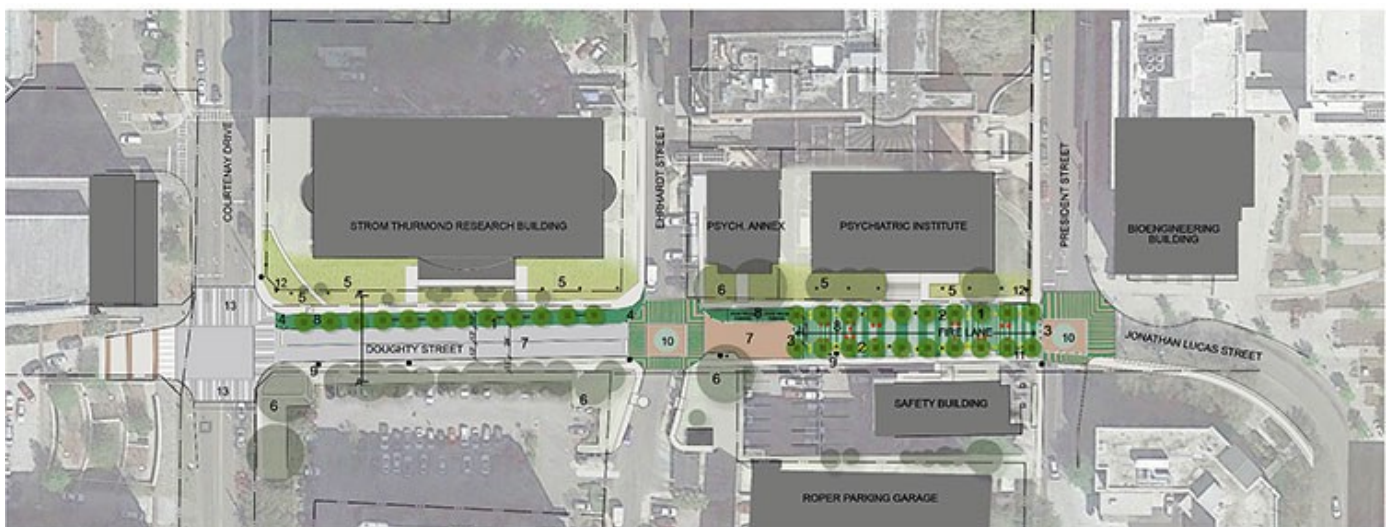 COURTENAY DRIVE
EHRHARDT STREET
PRESIDENT STREET
STROM THURMOND RESEARCH BUILDING
PSYCH. ANNEX
PSYCHIATRIC INSTITUTE
BIOENGINEERING
BUILDING
12
5
5
5
6
5
5
12
13
4
8
1
4
8
8
2
1
DOUGHTY STREET
7
10
7
3
FIRE LANE
3
10
JONATHAN LUCAS STREET
2
11
9
9
13
6
6
6
SAFETY BUILDING
ROPER PARKING GARAGE